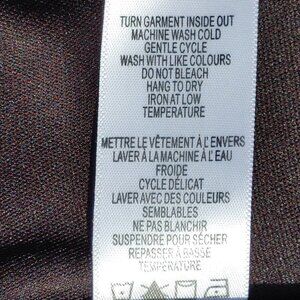 TURN GARMENT INSIDE OUT
MACHINE WASH COLD
GENTLE CYCLE
WASH WITH LIKE COLOURS
DO NOT BLEACH
HANG TO DRY
IRON AT LOW
TEMPERATURE
METTRE LE VÊTEMENT À L'ENVERS
LAVER À LA MACHINE À L'EAU
FROIDE
CYCLE DÉLICAT
LAVER AVEC DES COULEURS
SEMBLABLES
NE PAS BLANCHIR
SUSPENDRE POUR SÉCHER
REPASSER À BASSE
TEMPÉRATURE